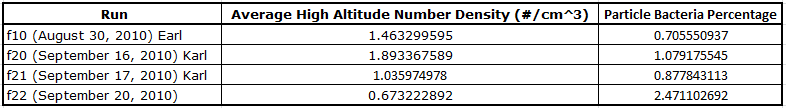 Run Average High Altitude Number Density (#/cm^3) Particle Bacteria Percentage
f10 (August 30, 2010) Earl 1.463299595 0.705550937
f20 (September 16, 2010) Karl 1.893367589 1.079175545
f21 (September 17, 2010) Karl 1.035974978 0.877843113
f22 (September 20, 2010) 0.673222892 2.471102692